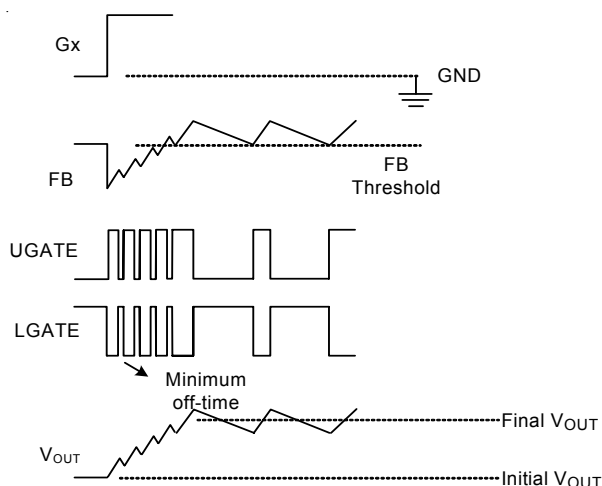 Gx
GND
FB
FB
Threshold
UGATE
LGATE
Minimum
off-time
VOUT
Final VOUT
Initial VOUT